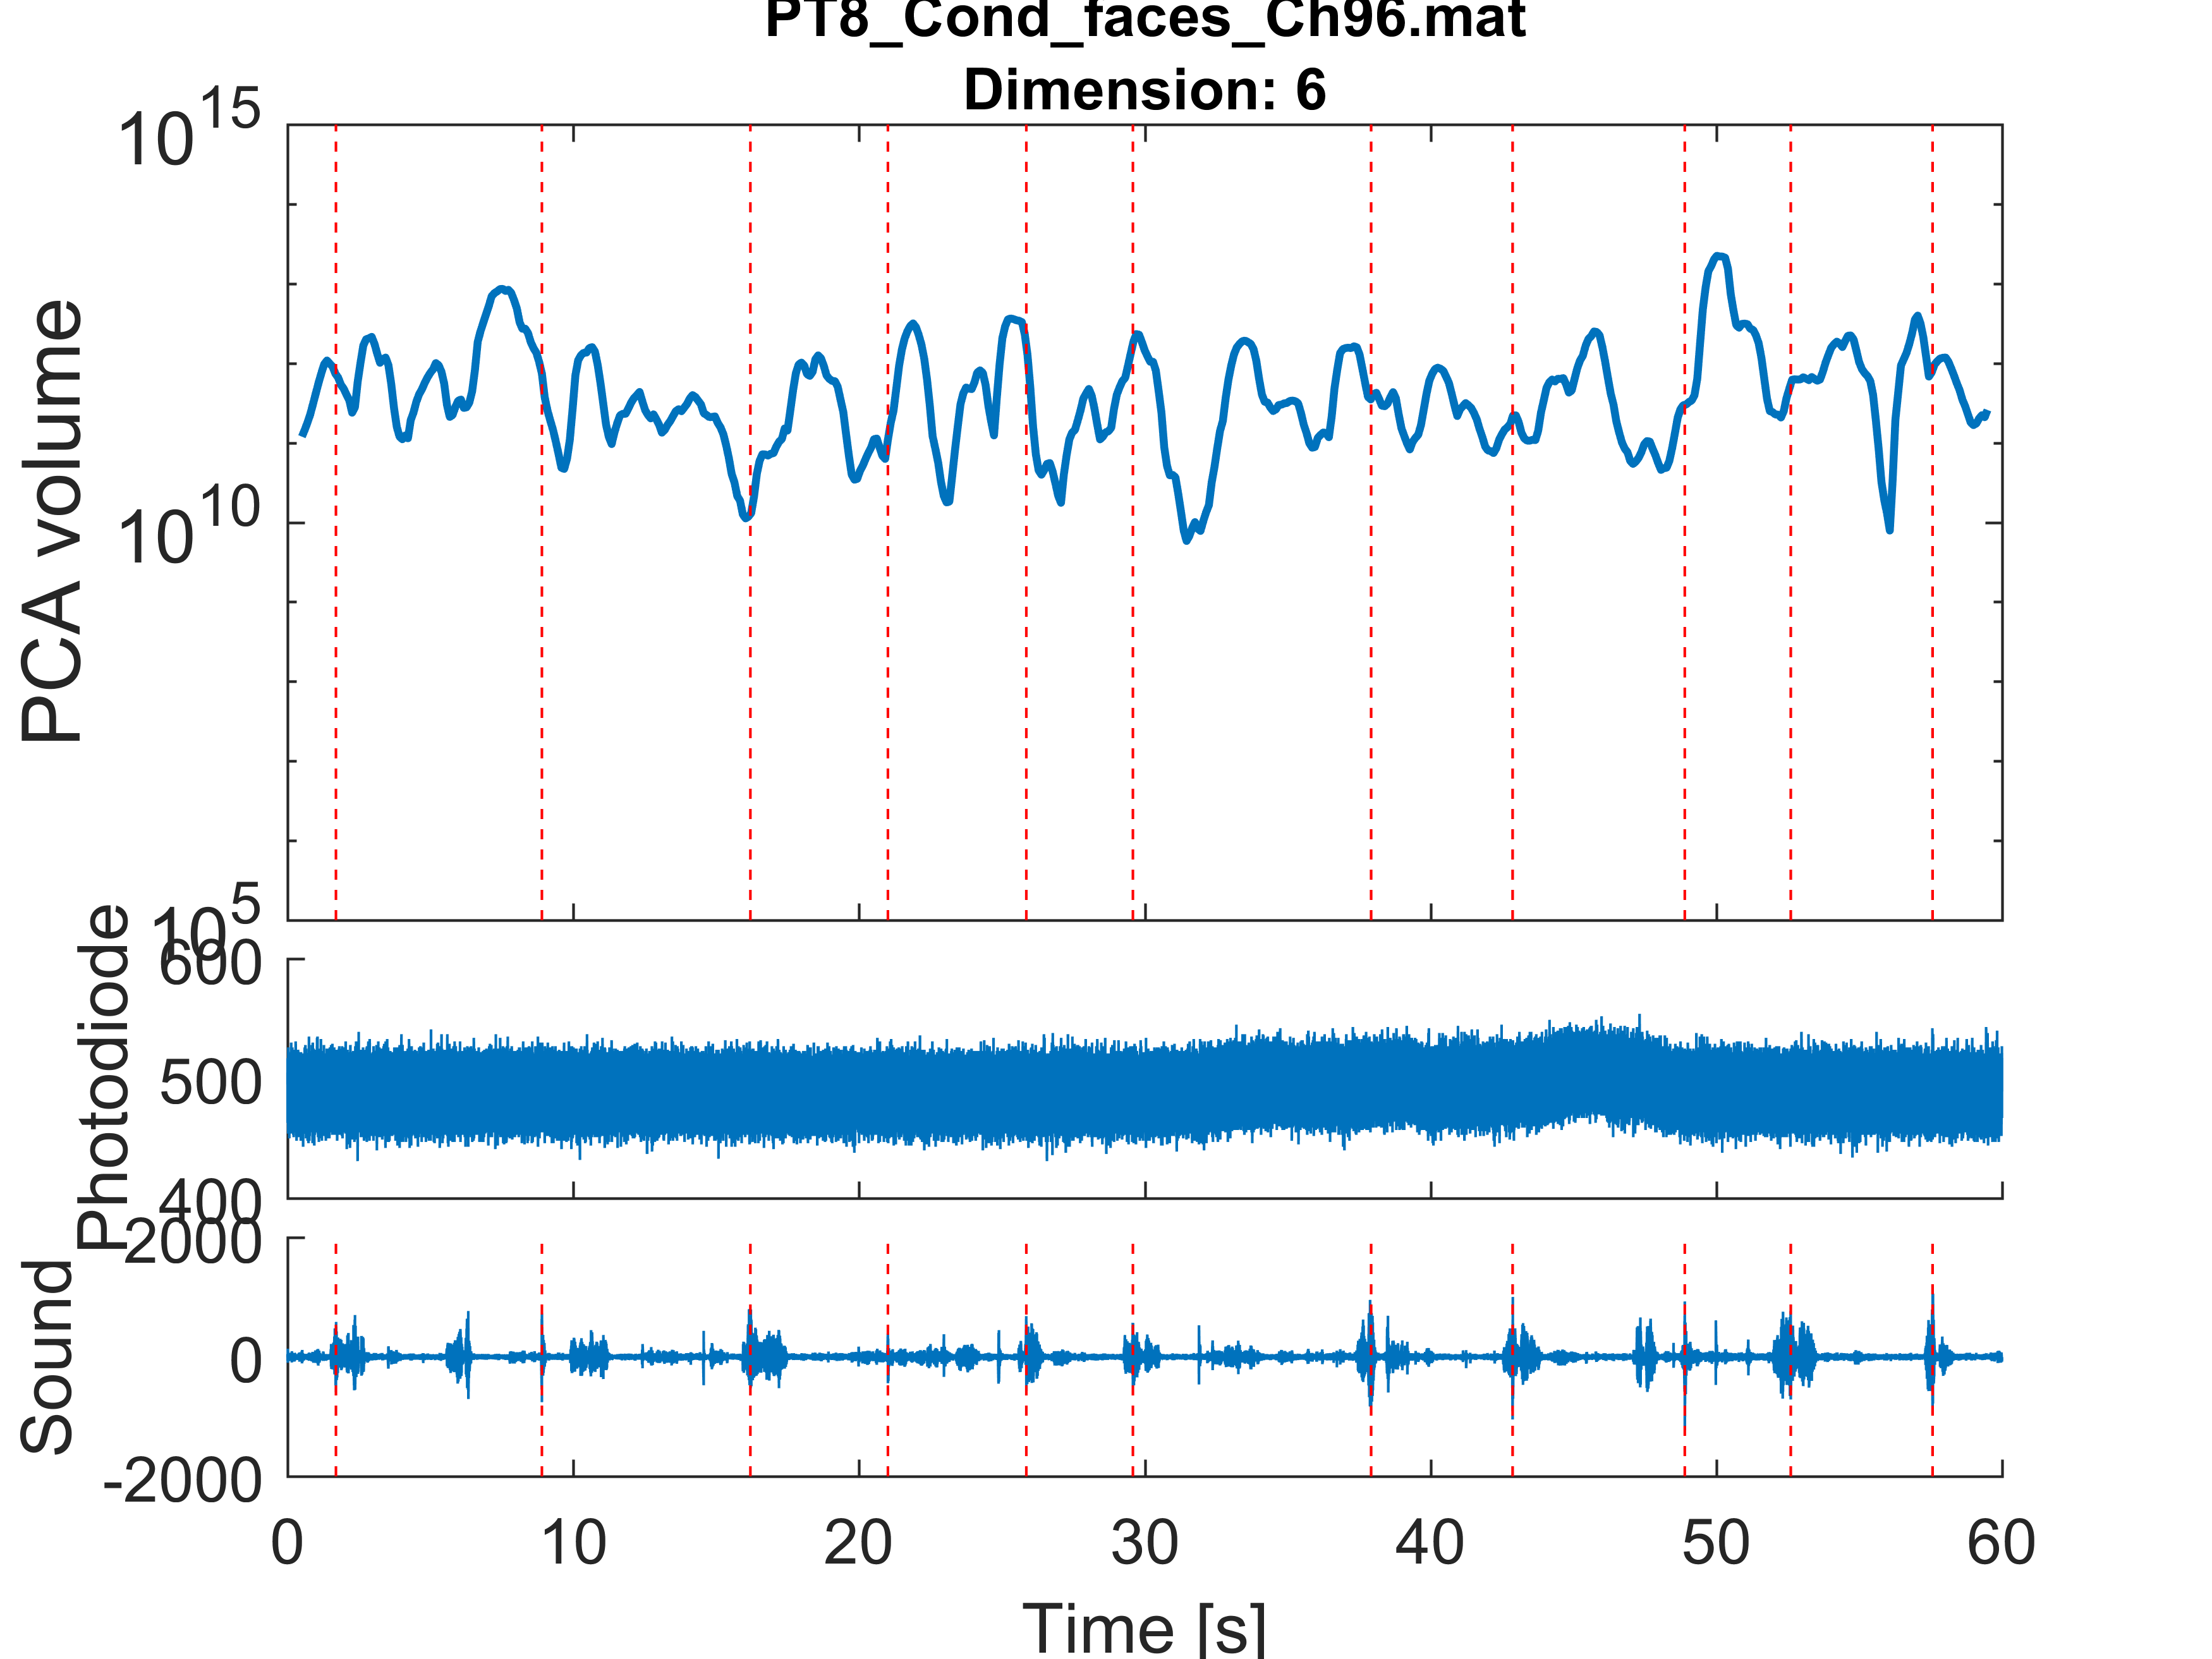 PT8_Cond_faces_Ch96.mat
Dimension: 6
10^15
10^10
10^5
PCA volume
600
500
400
Photodiode
2000
0
-2000
Sound
0 10 20 30 40 50 60
Time [s]